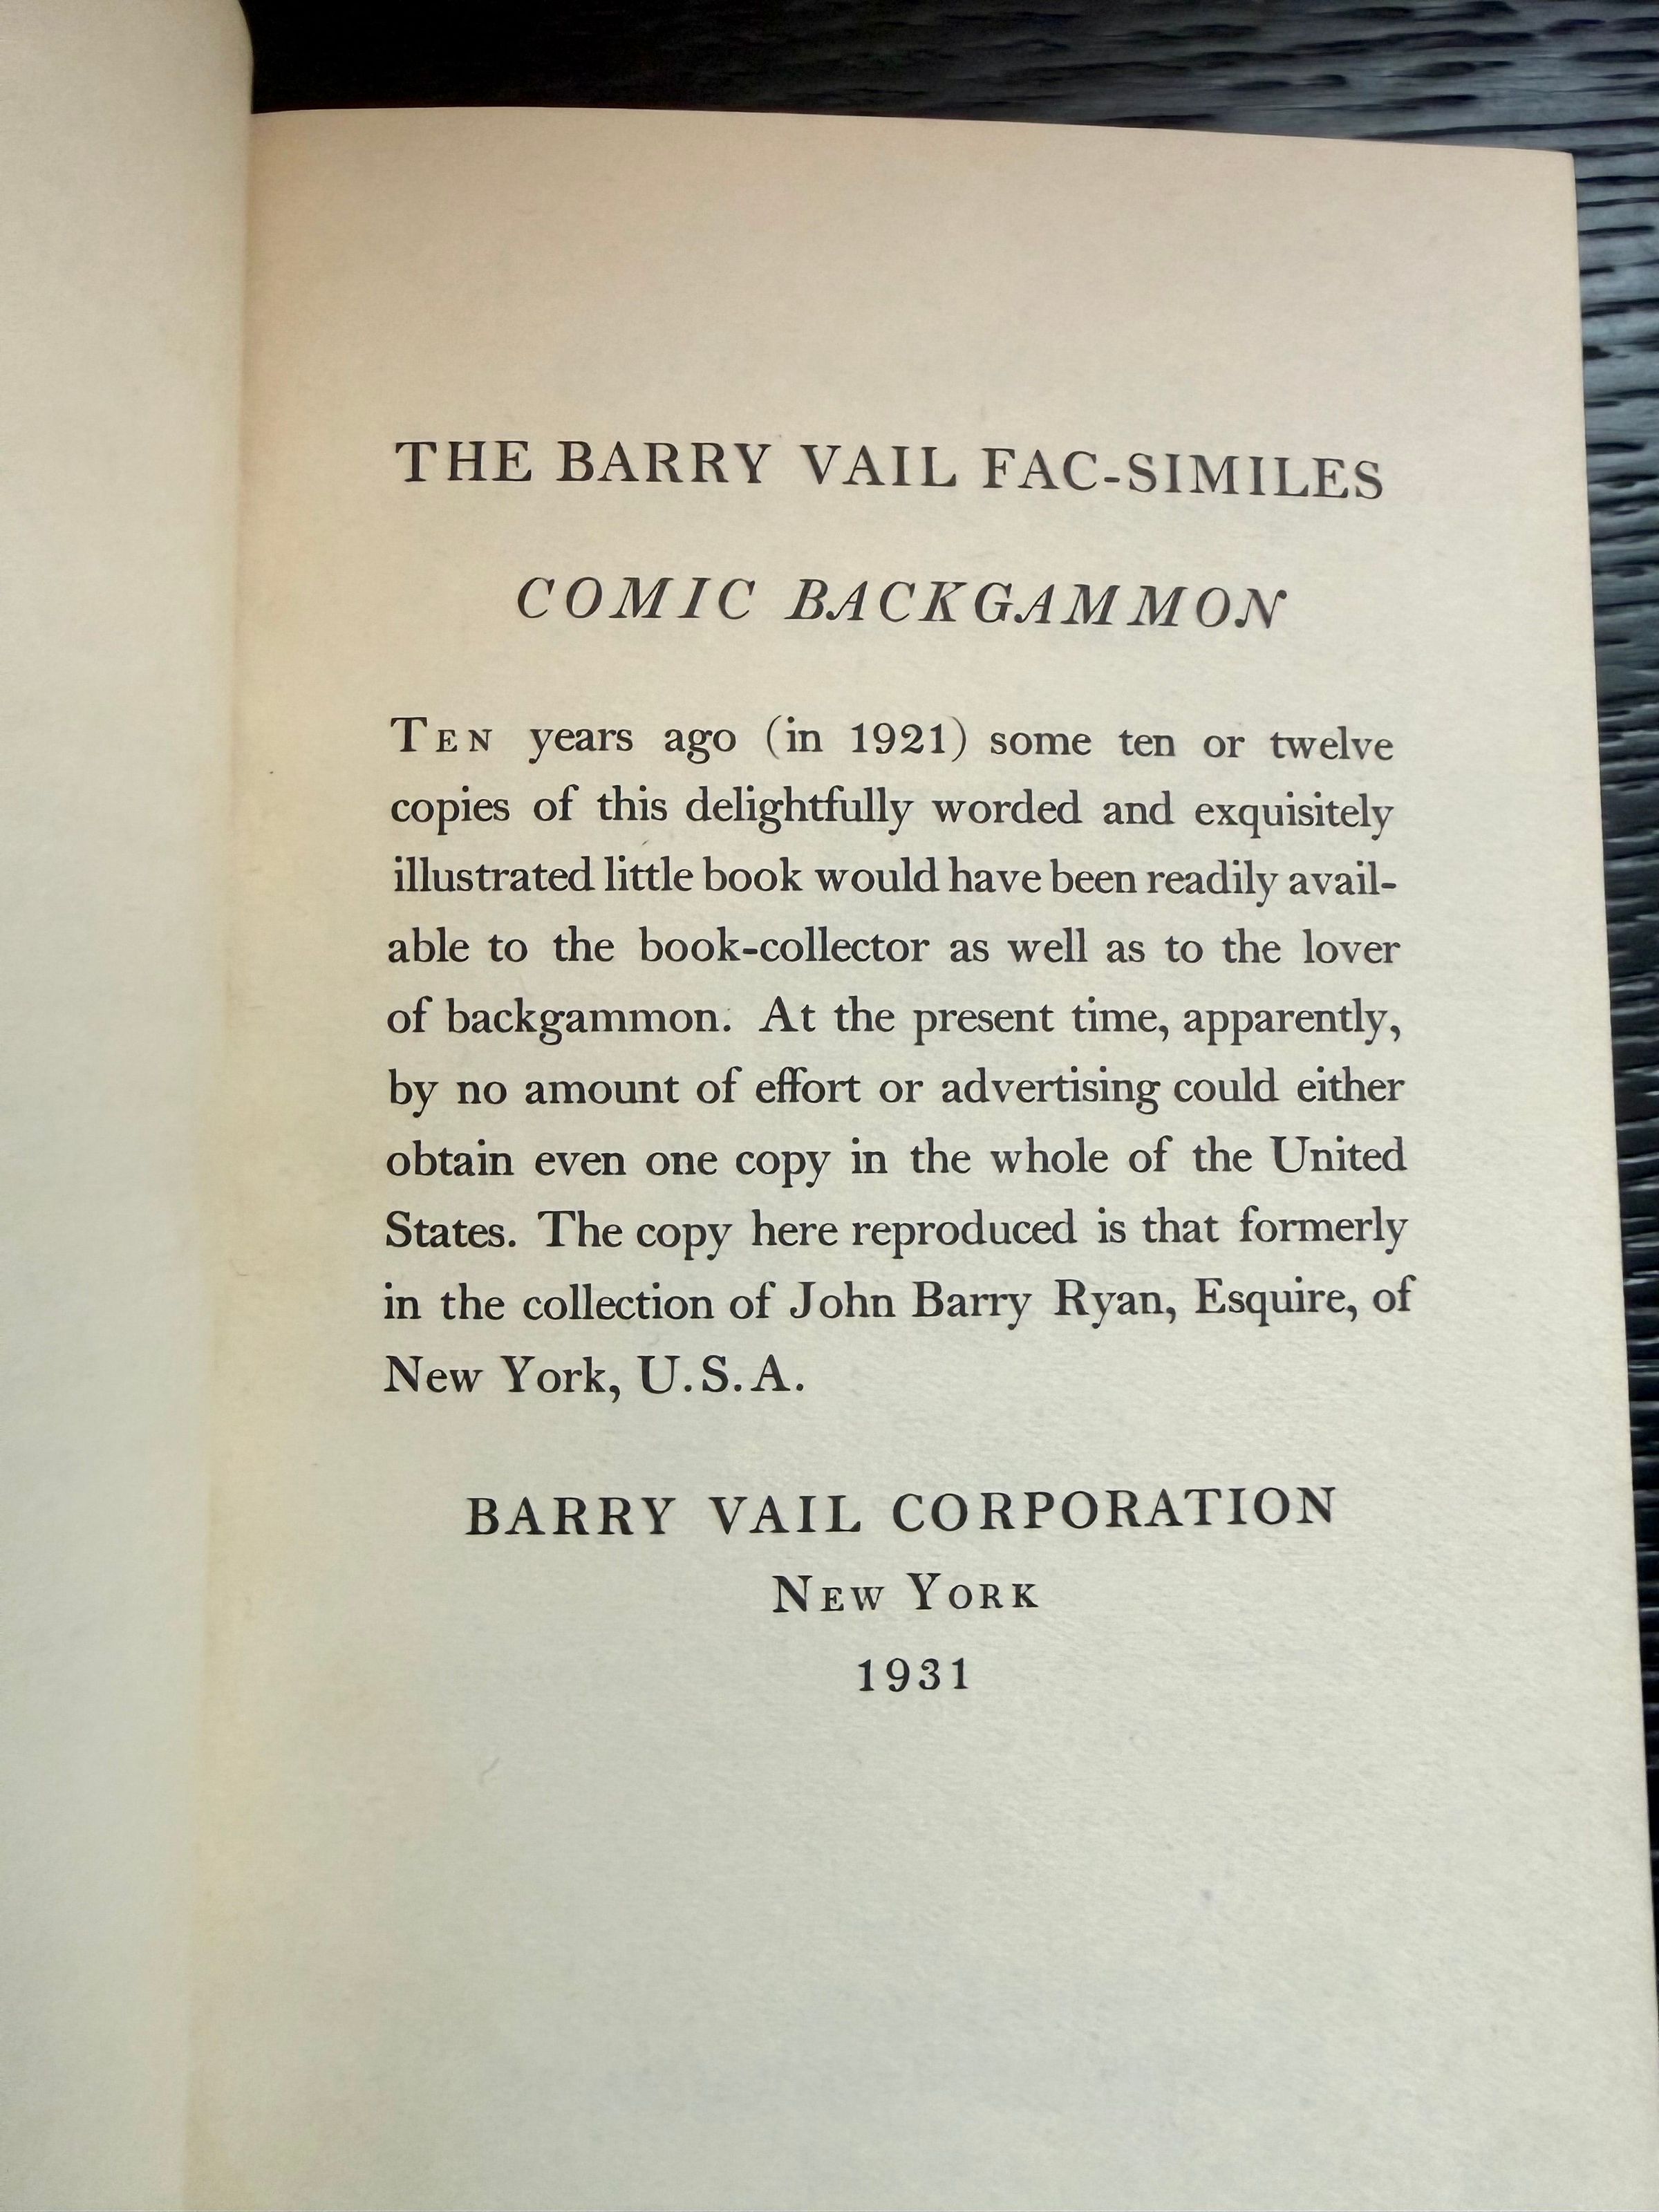 THE BARRY VAIL FAC-SIMILES
COMIC BACKGAMMON
TEN years ago (in 1921) some ten or twelve
copies of this delightfully worded and exquisitely
illustrated little book would have been readily avail-
able to the book-collector as well as to the lover
of backgammon. At the present time, apparently,
by no amount of effort or advertising could either
obtain even one copy in the whole of the United
States. The copy here reproduced is that formerly
in the collection of John Barry Ryan, Esquire, of
New York, U.S.A.
BARRY VAIL CORPORATION
NEW YORK
1931